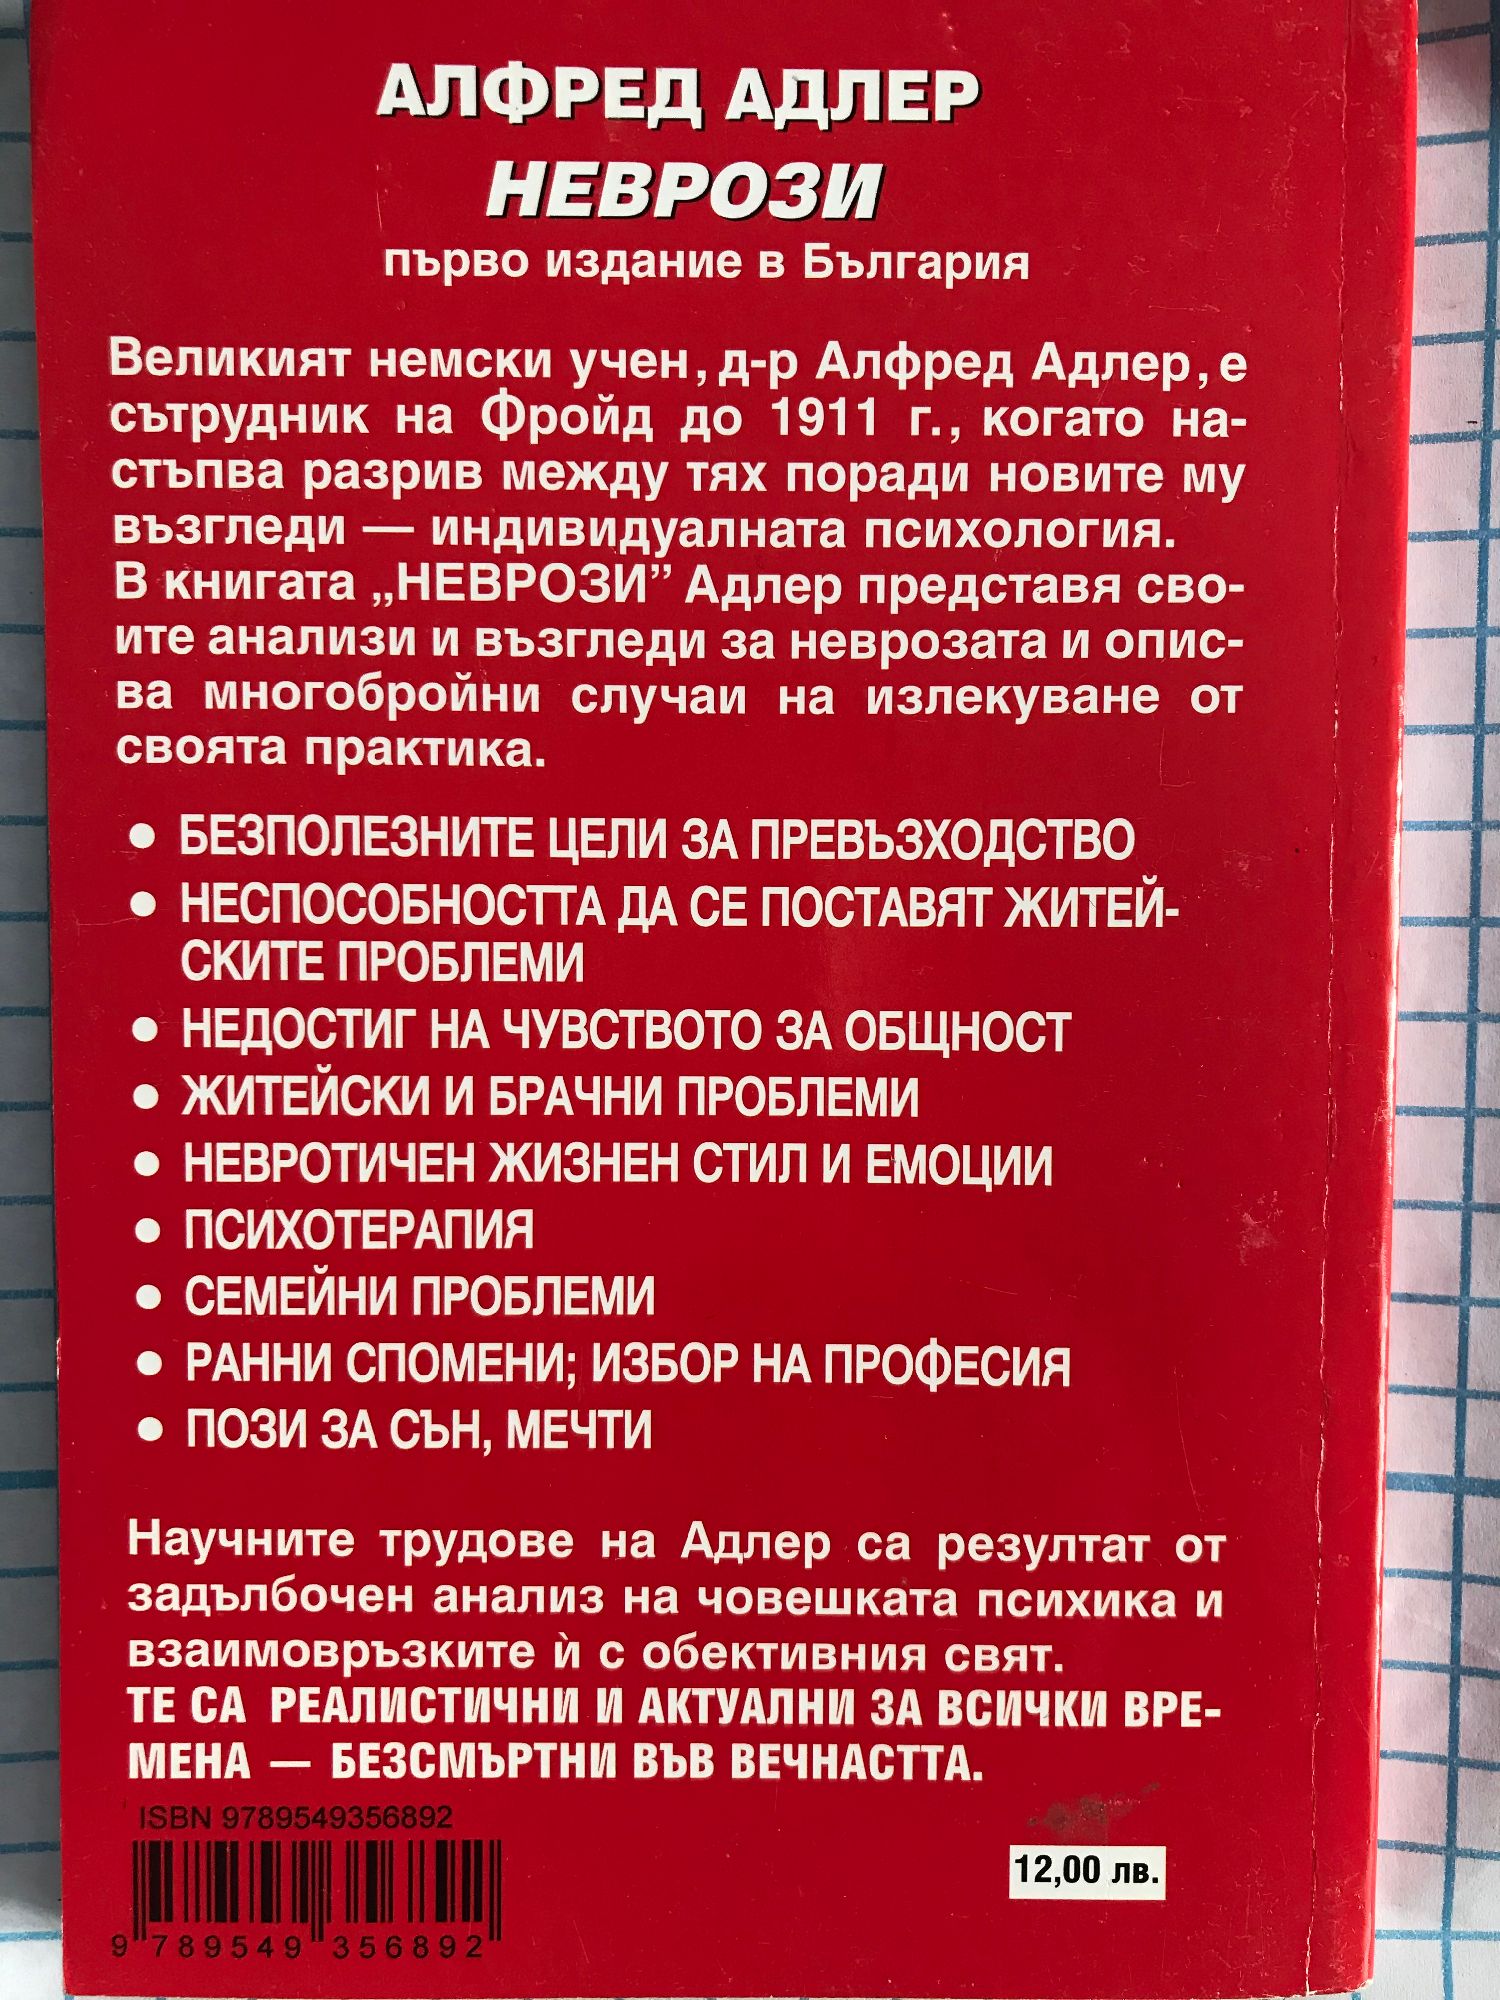 АЛФРЕД АДЛЕР
НЕВРОЗИ
първо издание в България
Великият немски учен, д-р Алфред Адлер, е
сътрудник на Фройд до 1911 г., когато на-
стъпва разрив между тях поради новите му
възгледи — индивидуалната психология.
В книгата „НЕВРОЗИ” Адлер представя сво-
ите анализи и възгледи за неврозата и опис-
ва многобройни случаи на излекуване от
своята практика.
• БЕЗПОЛЕЗНИТЕ ЦЕЛИ ЗА ПРЕВЪЗХОДСТВО
• НЕСПОСОБНОСТТА ДА СЕ ПОСТАВЯТ ЖИТЕЙ-
СКИТЕ ПРОБЛЕМИ
• НЕДОСТИГ НА ЧУВСТВОТО ЗА ОБЩНОСТ
• ЖИТЕЙСКИ И БРАЧНИ ПРОБЛЕМИ
• НЕВРОТИЧЕН ЖИЗНЕН СТИЛ И ЕМОЦИИ
• ПСИХОТЕРАПИЯ
• СЕМЕЙНИ ПРОБЛЕМИ
• РАННИ СПОМЕНИ; ИЗБОР НА ПРОФЕСИЯ
• ПОЗИ ЗА СЪН, МЕЧТИ
Научните трудове на Адлер са резултат от
задълбочен анализ на човешката психика и
взаимовръзките ѝ с обективния свят.
ТЕ СА РЕАЛИСТИЧНИ И АКТУАЛНИ ЗА ВСИЧКИ ВРЕ-
МЕНА — БЕЗСМЪРТНИ ВЪВ ВЕЧНАСТТА.
ISBN 9789549356892
12,00 лв.
9 789549 356892